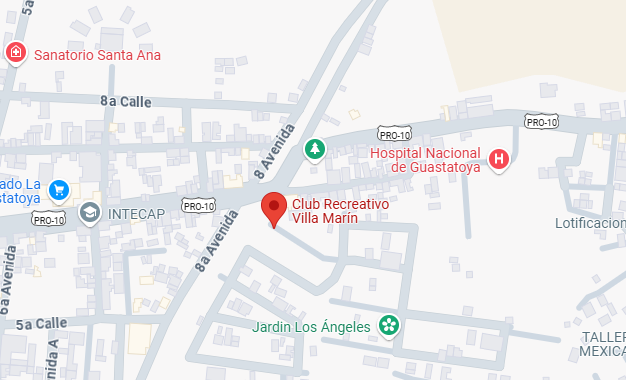 5a
Sanatorio Santa Ana
8a Calle
8 Avenida
PRO-10
PRO-10
Hospital Nacional
de Guastatoya
H
ado La
statoya
PRO-10
INTECAP
PRO-10
Club Recreativo
Villa Marín
8a Avenida
Lotificacion
6a Avenida
5a Calle
nida A
Jardin Los Ángeles
TALLER
MEXICA